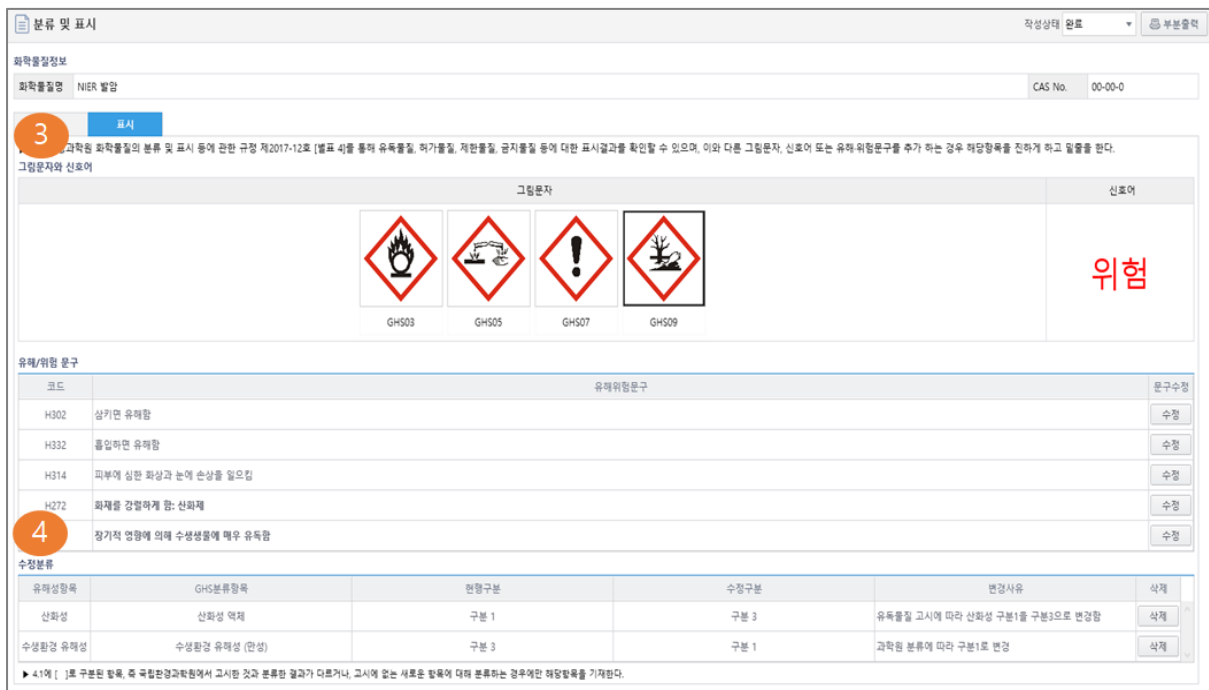 분류 및 표시
작성상태 완료
부분출력
화학물질정보
화학물질명 NIER 발암 CAS No. 00-00-0
3
표시
과학원 화학물질의 분류 및 표시 등에 관한 규정 제2017-12호 [별표 4]를 통해 유독물질, 허가물질, 제한물질, 금지물질 등에 대한 표시결과를 확인할 수 있으며, 이와 다른 그림문자, 신호어 또는 유해·위험문구를 추가 하는 경우 해당항목을 진하게 하고 밑줄을 한다.
그림문자와 신호어
그림문자 신호어
위험
GHS03 GHS05 GHS07 GHS09
유해/위험 문구
코드 유해위험문구 문구수정
H302 삼키면 유해함 수정
H332 흡입하면 유해함 수정
H314 피부에 심한 화상과 눈에 손상을 일으킴 수정
H272 화재를 강렬하게 함: 산화제 수정
4 장기적 영향에 의해 수생생물에 매우 유독함 수정
수정분류
유해성항목 GHS분류항목 현행구분 수정구분 변경사유 삭제
산화성 산화성 액체 구분 1 구분 3 유독물질 고시에 따라 산화성 구분1을 구분3으로 변경함 삭제
수생환경 유해성 수생환경 유해성 (만성) 구분 3 구분 1 과학원 분류에 따라 구분1로 변경 삭제
▶ 4.1에 [ ]로 구분된 항목, 즉 국립환경과학원에서 고시한 것과 분류한 결과가 다르거나, 고시에 없는 새로운 항목에 대해 분류하는 경우에만 해당항목을 기재한다.